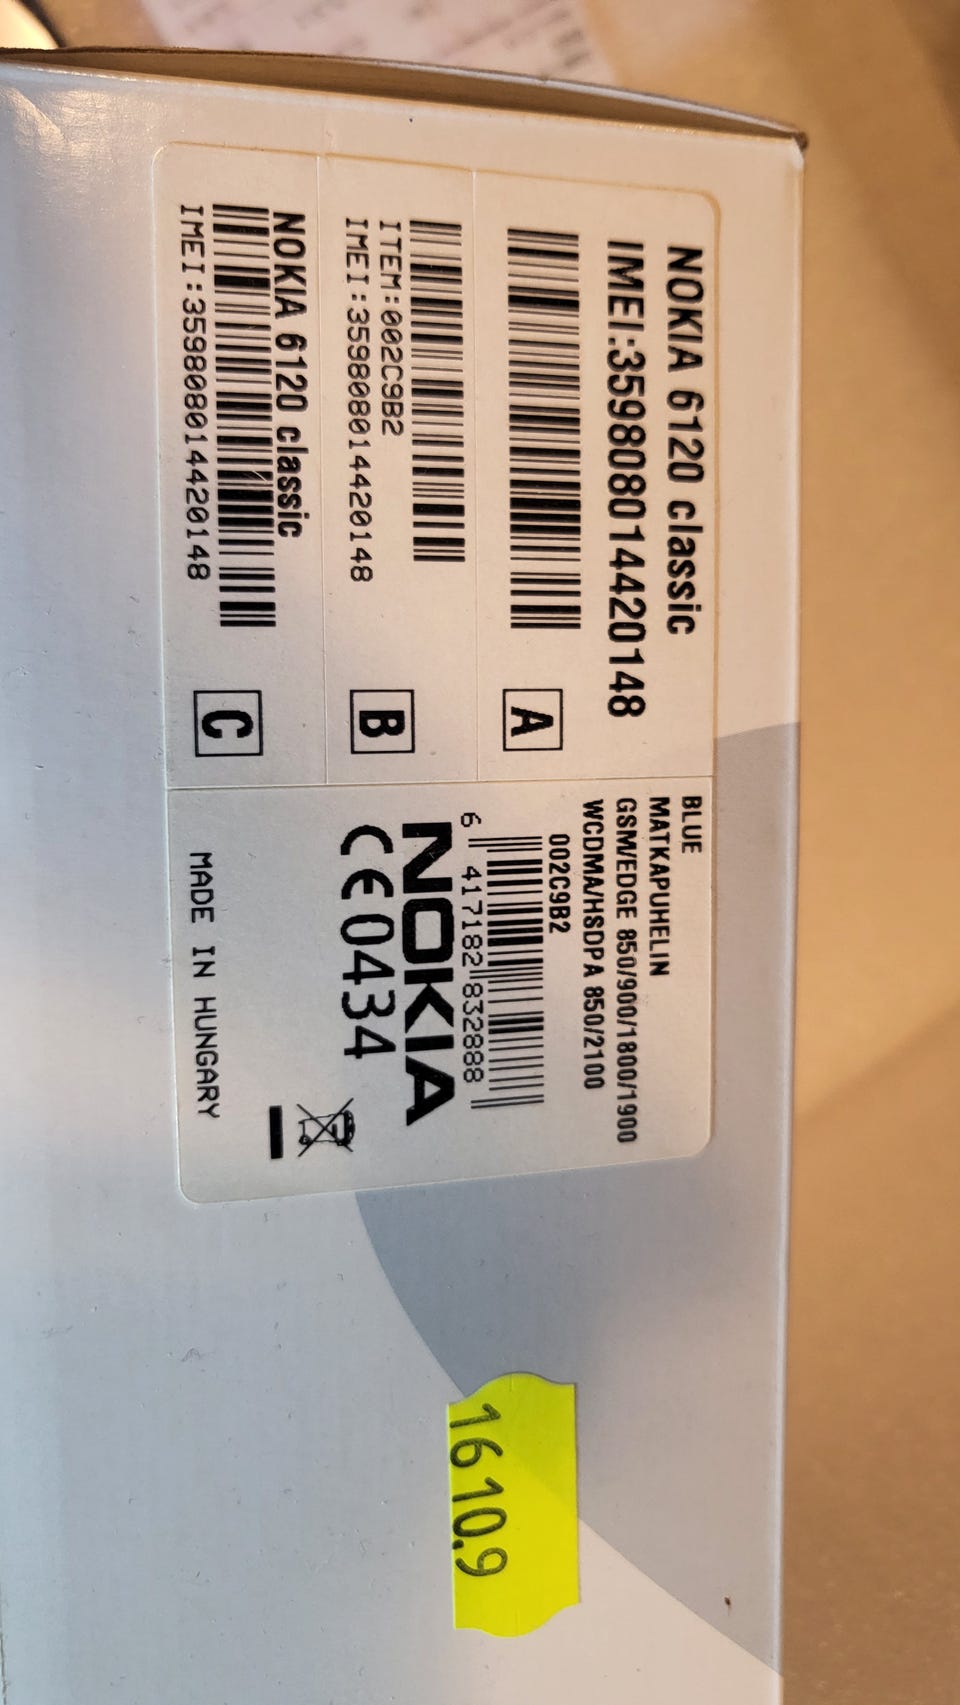 NOKIA 6120 classic
IMEI:359808014420148
A
ITEM:002C9B2
IMEI:359808014420148
B
NOKIA 6120 classic
IMEI:359808014420148
C
BLUE
MATKAPUHELIN
GSM/EDGE 850/900/1800/1900
WCDMA/HSDPA 850/2100
002C9B2
6 417182 832888
NOKIA
CE0434
MADE IN HUNGARY
16 10.9